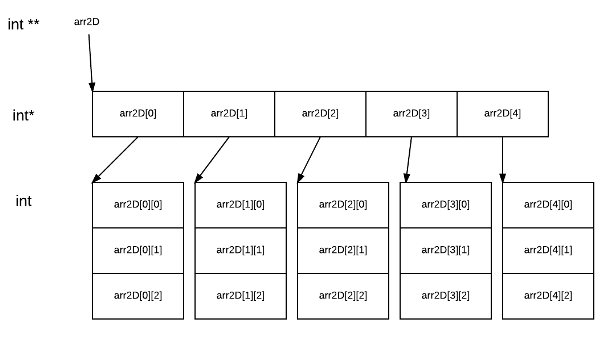 int ** arr2D
int* arr2D[0] arr2D[1] arr2D[2] arr2D[3] arr2D[4]
int arr2D[0][0] arr2D[1][0] arr2D[2][0] arr2D[3][0] arr2D[4][0]
arr2D[0][1] arr2D[1][1] arr2D[2][1] arr2D[3][1] arr2D[4][1]
arr2D[0][2] arr2D[1][2] arr2D[2][2] arr2D[3][2] arr2D[4][2]